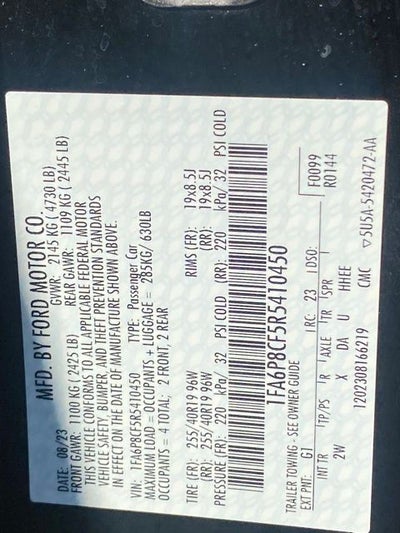 MFD. BY FORD MOTOR CO.
DATE: 08/23 GVWR: 2145 KG ( 4730 LB)
FRONT GAWR: 1100 KG ( 2425 LB) REAR GAWR: 1109 KG ( 2445 LB)
THIS VEHICLE CONFORMS TO ALL APPLICABLE FEDERAL MOTOR
VEHICLE SAFETY, BUMPER, AND THEFT PREVENTION STANDARDS
IN EFFECT ON THE DATE OF MANUFACTURE SHOWN ABOVE.
VIN: 1FA6P8CF5R5410450 TYPE: Passenger Car
MAXIMUM LOAD = OCCUPANTS + LUGGAGE = 285KG/ 630LB
OCCUPANTS = 4 TOTAL; 2 FRONT, 2 REAR
TIRE (FR): 255/40R19 96W RIMS (FR): 19x8.5J
(RR): 255/40R19 96W (RR): 19x8.5J
PRESSURE (FR): 220 kPa/ 32 PSI COLD (RR): 220 kPa/ 32 PSI COLD
1FA6P8CF5R5410450
F0099
R0144
TRAILER TOWING - SEE OWNER GUIDE
EXT PNT: G1 RC: 23 DSO:
INT TR TP/PS R AXLE TR SPR
2W X DA U HHEE
1202308166219 CMC ▽5U5A-5420472-AA